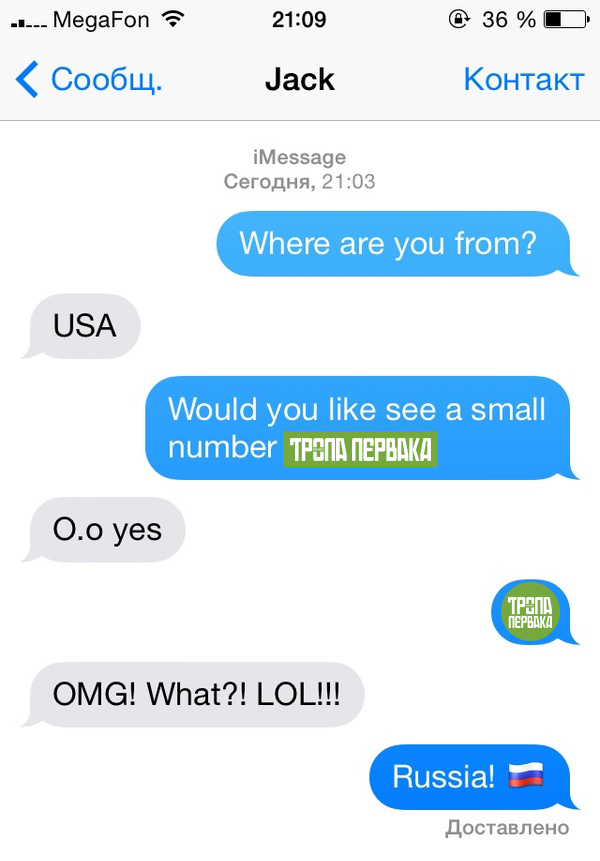 MegaFon 21:09 36 %
Сообщ. Jack Контакт
iMessage
Сегодня, 21:03
Where are you from?
USA
Would you like see a small
number ТРОПА ПЕРВАКА
O.o yes
ТРОПА
ПЕРВАКА
OMG! What?! LOL!!!
Russia! 🇷🇺
Доставлено